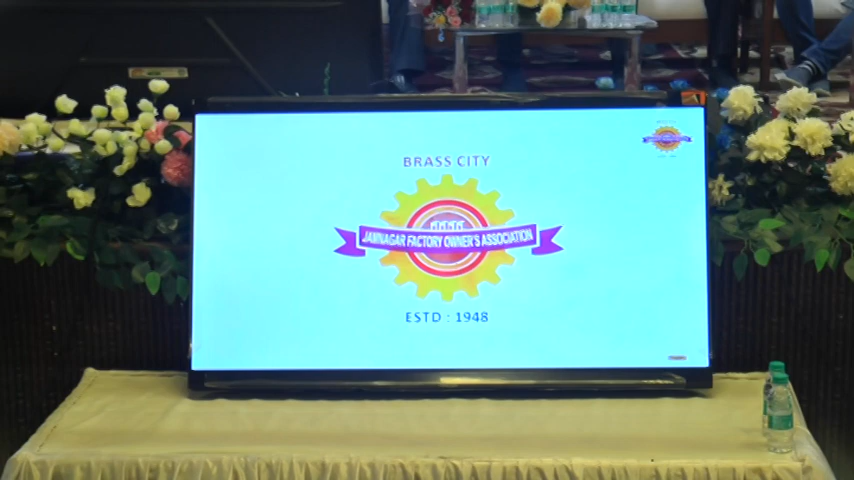 BRASS CITY
JAMNAGAR FACTORY OWNER'S ASSOCIATION
ESTD : 1948